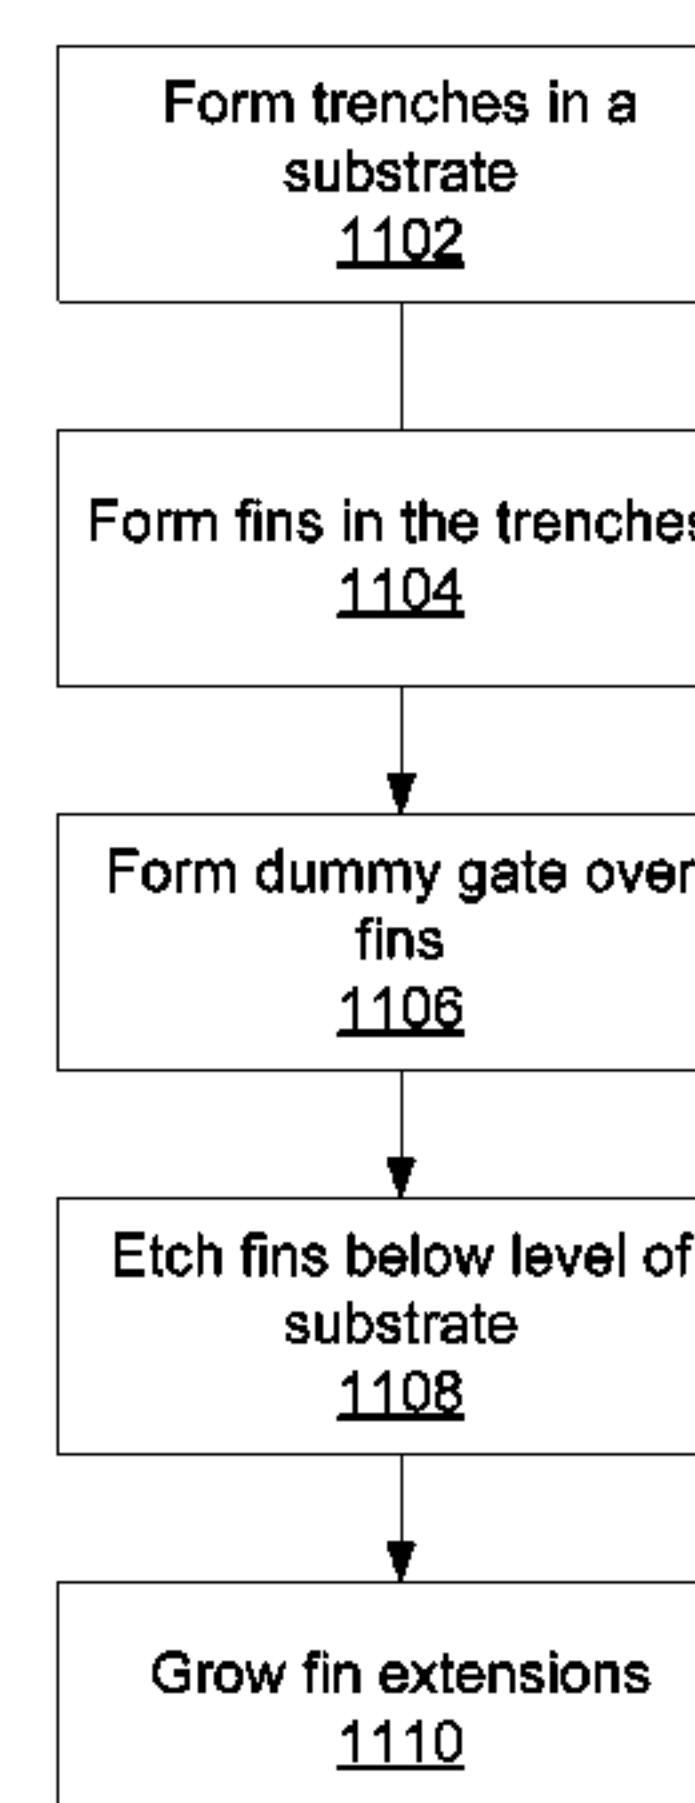 Form trenches in a
substrate
1102
Form fins in the trenches
1104
Form dummy gate over
fins
1106
Etch fins below level of
substrate
1108
Grow fin extensions
1110